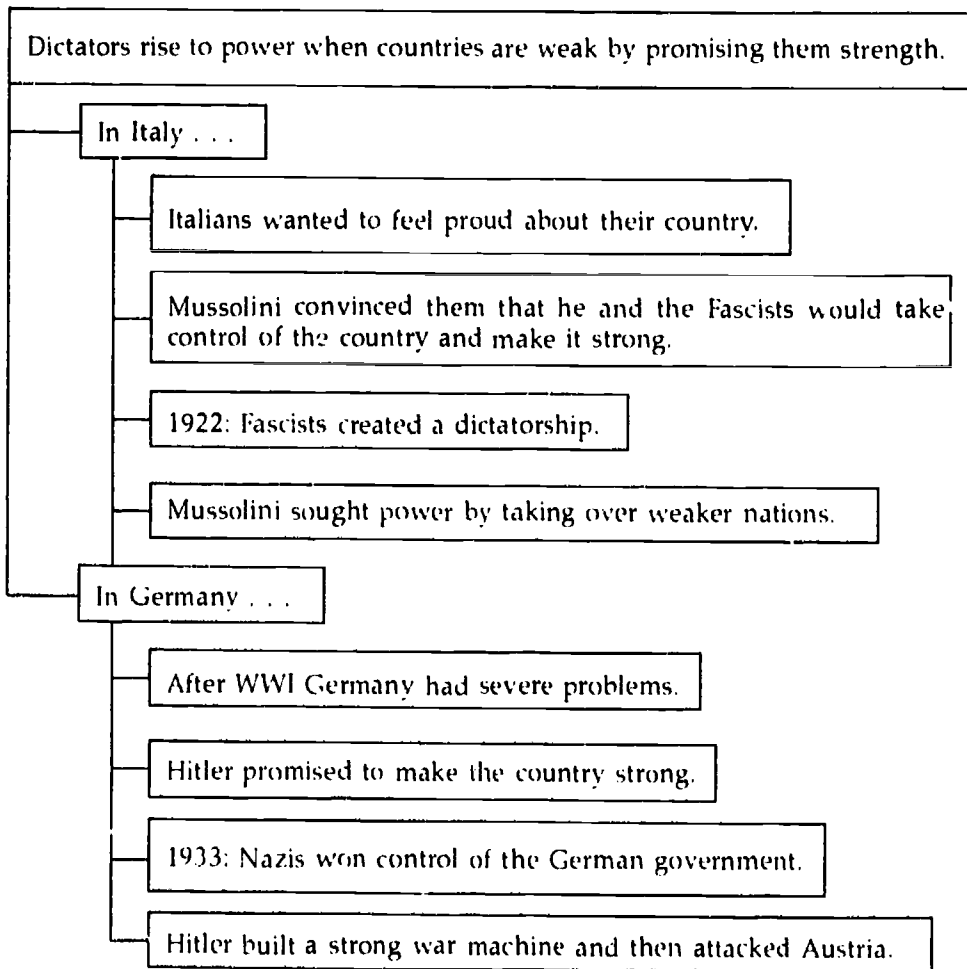 Dictators rise to power when countries are weak by promising them strength.
In Italy . . .
Italians wanted to feel proud about their country.
Mussolini convinced them that he and the Fascists would take
control of the country and make it strong.
1922: Fascists created a dictatorship.
Mussolini sought power by taking over weaker nations.
In Germany . . .
After WWI Germany had severe problems.
Hitler promised to make the country strong.
1933: Nazis won control of the German government.
Hitler built a strong war machine and then attacked Austria.